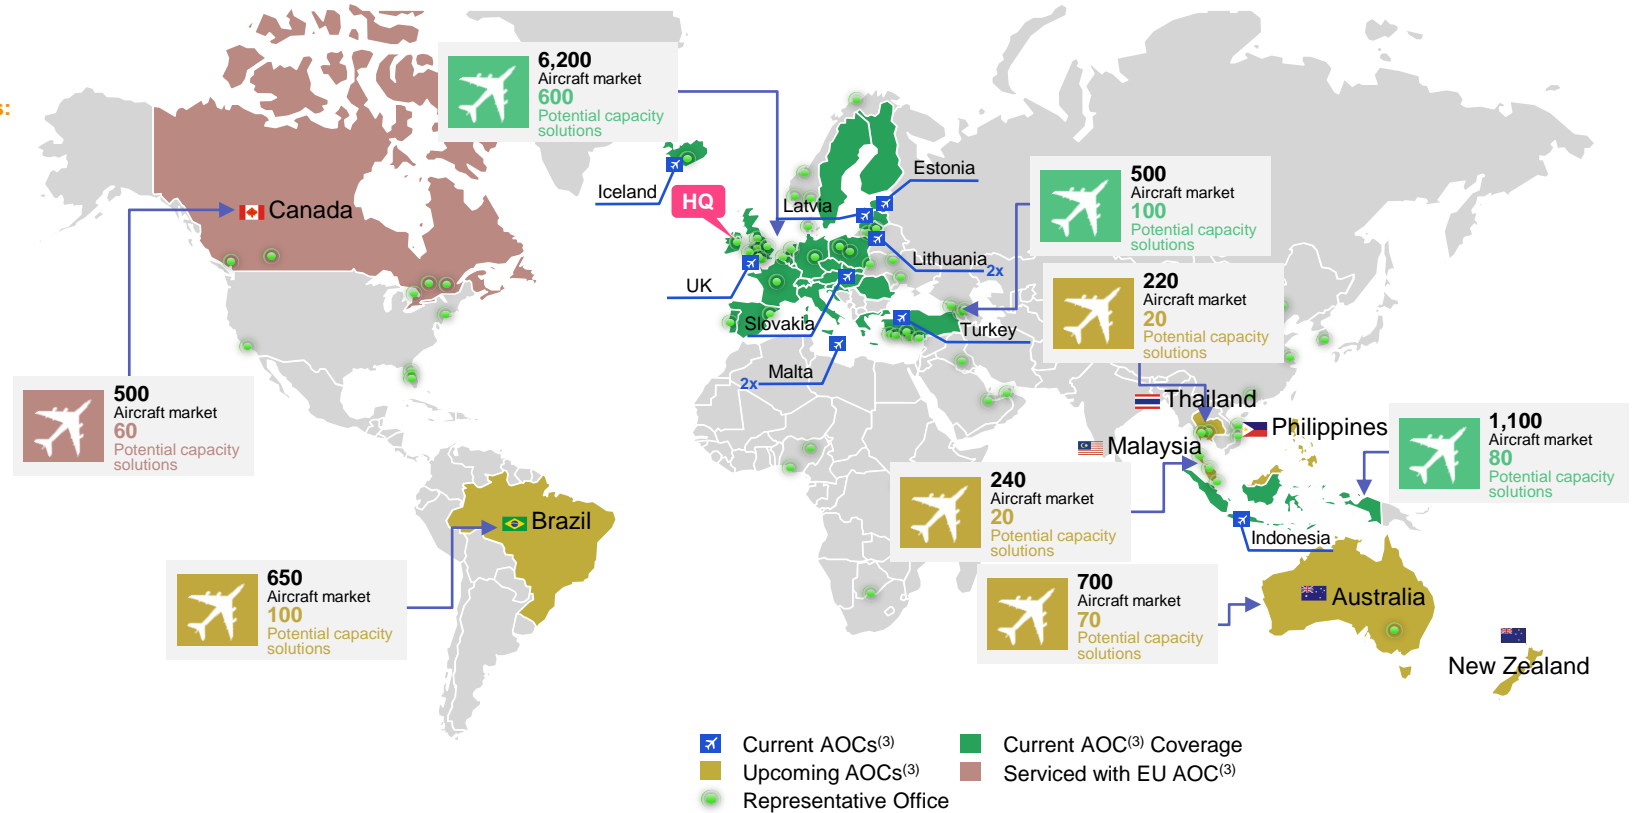 s:
6,200
Aircraft market
600
Potential capacity
solutions
Iceland
HQ
Estonia
Latvia
Lithuania
2x
UK
Slovakia
Turkey
Malta
2x
500
Aircraft market
100
Potential capacity
solutions
220
Aircraft market
20
Potential capacity
solutions
Canada
500
Aircraft market
60
Potential capacity
solutions
Thailand
Philippines
Malaysia
1,100
Aircraft market
80
Potential capacity
solutions
240
Aircraft market
20
Potential capacity
solutions
Indonesia
Brazil
650
Aircraft market
100
Potential capacity
solutions
700
Aircraft market
70
Potential capacity
solutions
Australia
New Zealand
Current AOCs(3)
Current AOC(3) Coverage
Upcoming AOCs(3)
Serviced with EU AOC(3)
Representative Office